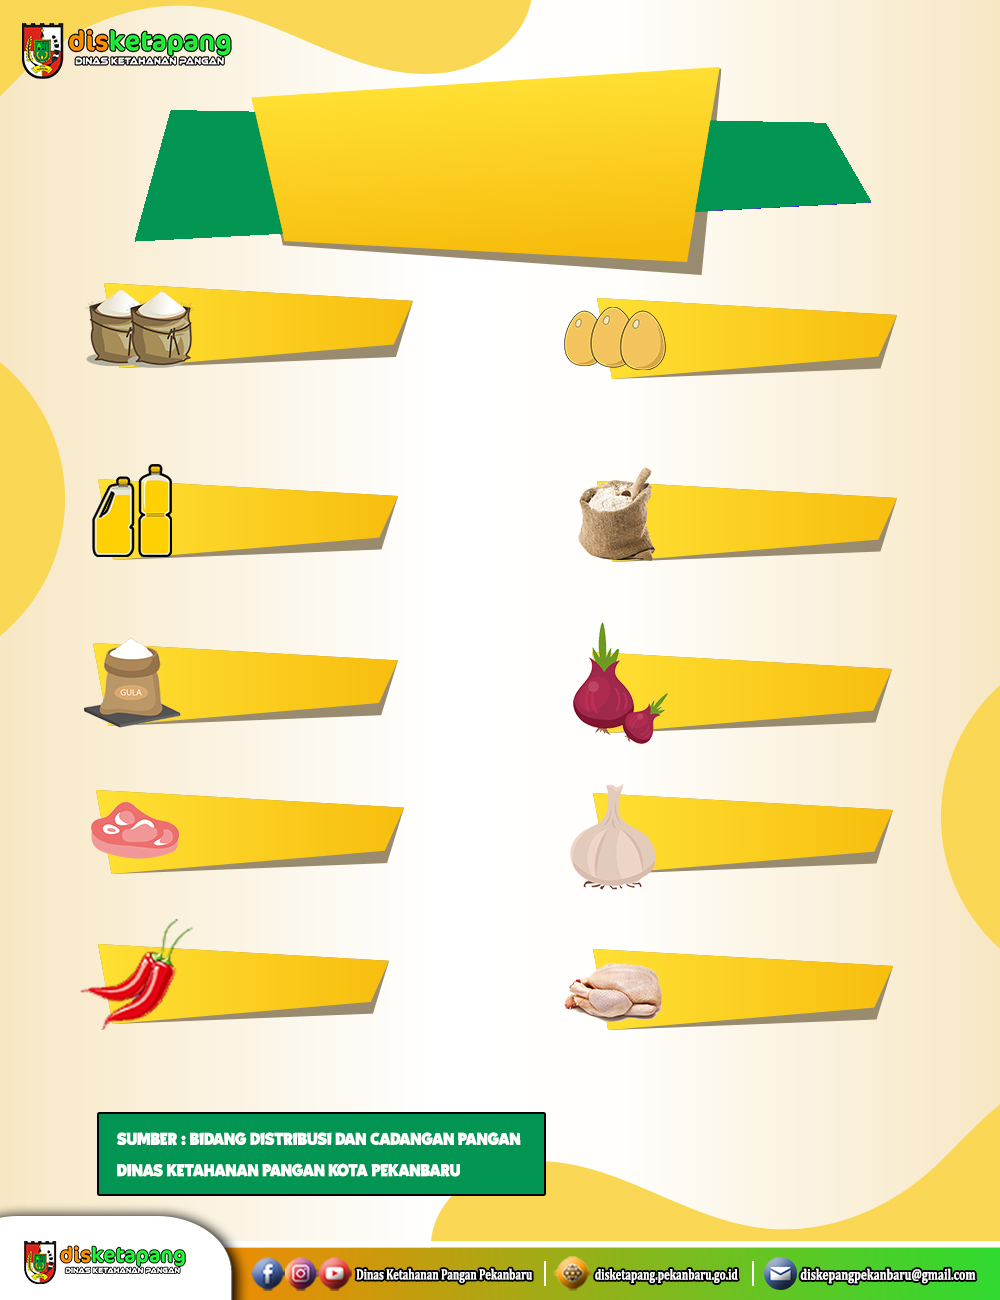 disketapang
DINAS KETAHANAN PANGAN
GULA
SUMBER : BIDANG DISTRIBUSI DAN CADANGAN PANGAN
DINAS KETAHANAN PANGAN KOTA PEKANBARU
disketapang
DINAS KETAHANAN PANGAN
Dinas Ketahanan Pangan Pekanbaru
disketapang.pekanbaru.go.id
diskepangpekanbaru@gmail.com